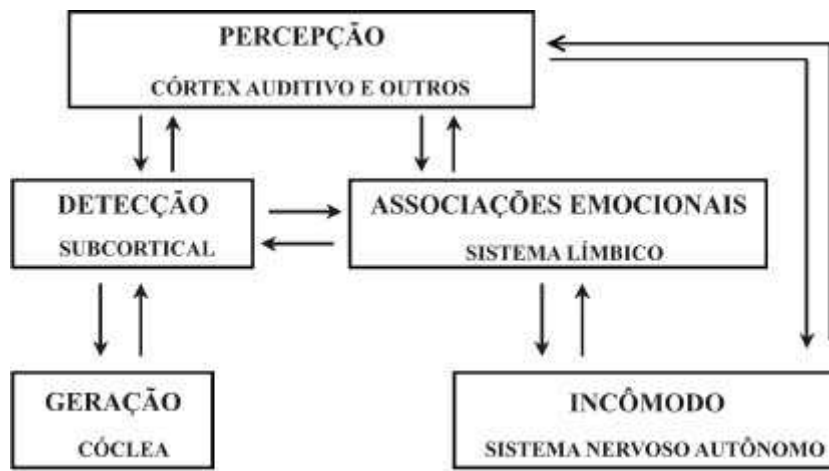 PERCEPÇÃO
CÓRTEX AUDITIVO E OUTROS
DETECÇÃO
SUBCORTICAL
ASSOCIAÇÕES EMOCIONAIS
SISTEMA LÍMBICO
GERAÇÃO
CÓCLEA
INCÔMODO
SISTEMA NERVOSO AUTÔNOMO